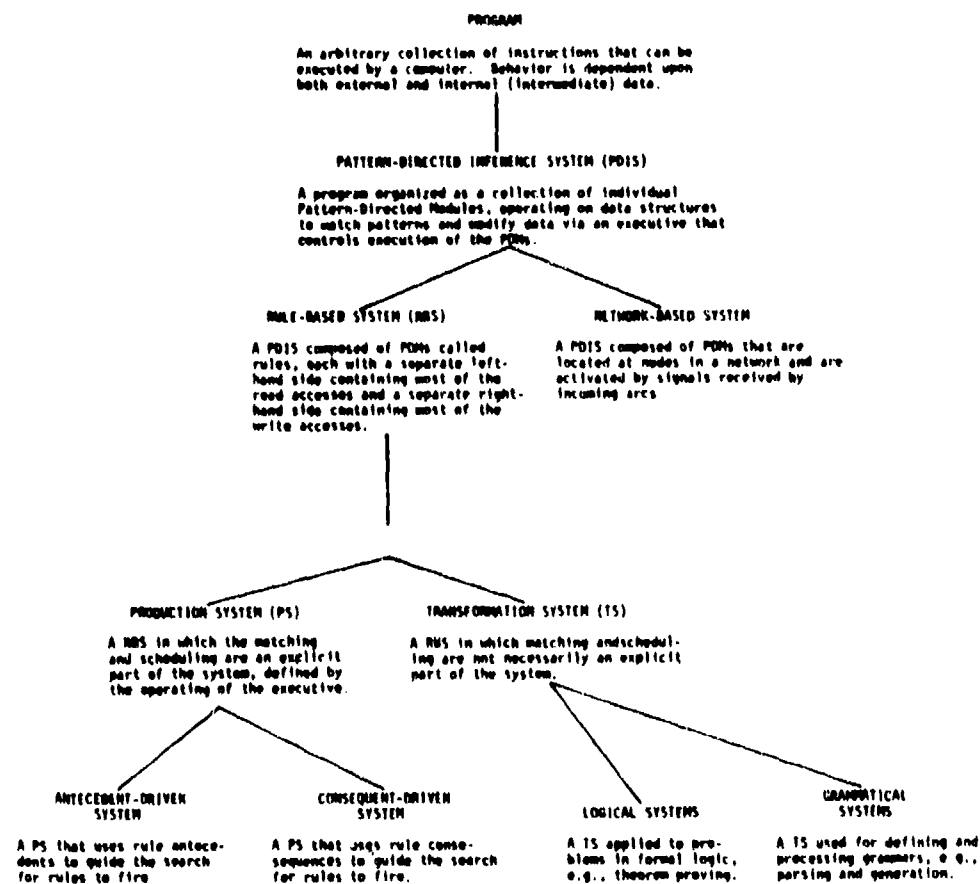 PROGRAM
An arbitrary collection of instructions that can be
executed by a computer. Behavior is dependent upon
both external and internal (intermediate) data.
PATTERN-DIRECTED INFERENCE SYSTEM (PDIS)
A program organized as a collection of individual
Pattern-Directed Modules, operating on data structures
to match patterns and modify data via an executive that
controls execution of the PDMs.
RULE-BASED SYSTEM (RBS)
A PDIS composed of PDMs called
rules, each with a separate left-
hand side containing most of the
read accesses and a separate right-
hand side containing most of the
write accesses.
NETWORK-BASED SYSTEM
A PDIS composed of PDMs that are
located at nodes in a network and are
activated by signals received by
incoming arcs
PRODUCTION SYSTEM (PS)
A RBS in which the matching
and scheduling are an explicit
part of the system, defined by
the operating of the executive.
TRANSFORMATION SYSTEM (TS)
A RBS in which matching andschedul-
ing are not necessarily an explicit
part of the system.
ANTECEDENT-DRIVEN
SYSTEM
A PS that uses rule antece-
dents to guide the search
for rules to fire
CONSEQUENT-DRIVEN
SYSTEM
A PS that uses rule conse-
sequences to guide the search
for rules to fire.
LOGICAL SYSTEMS
A TS applied to pro-
blems in formal logic,
e.g., theorem proving.
GRAMMATICAL
SYSTEMS
A TS used for defining and
processing grammers, e g.,
parsing and generation.